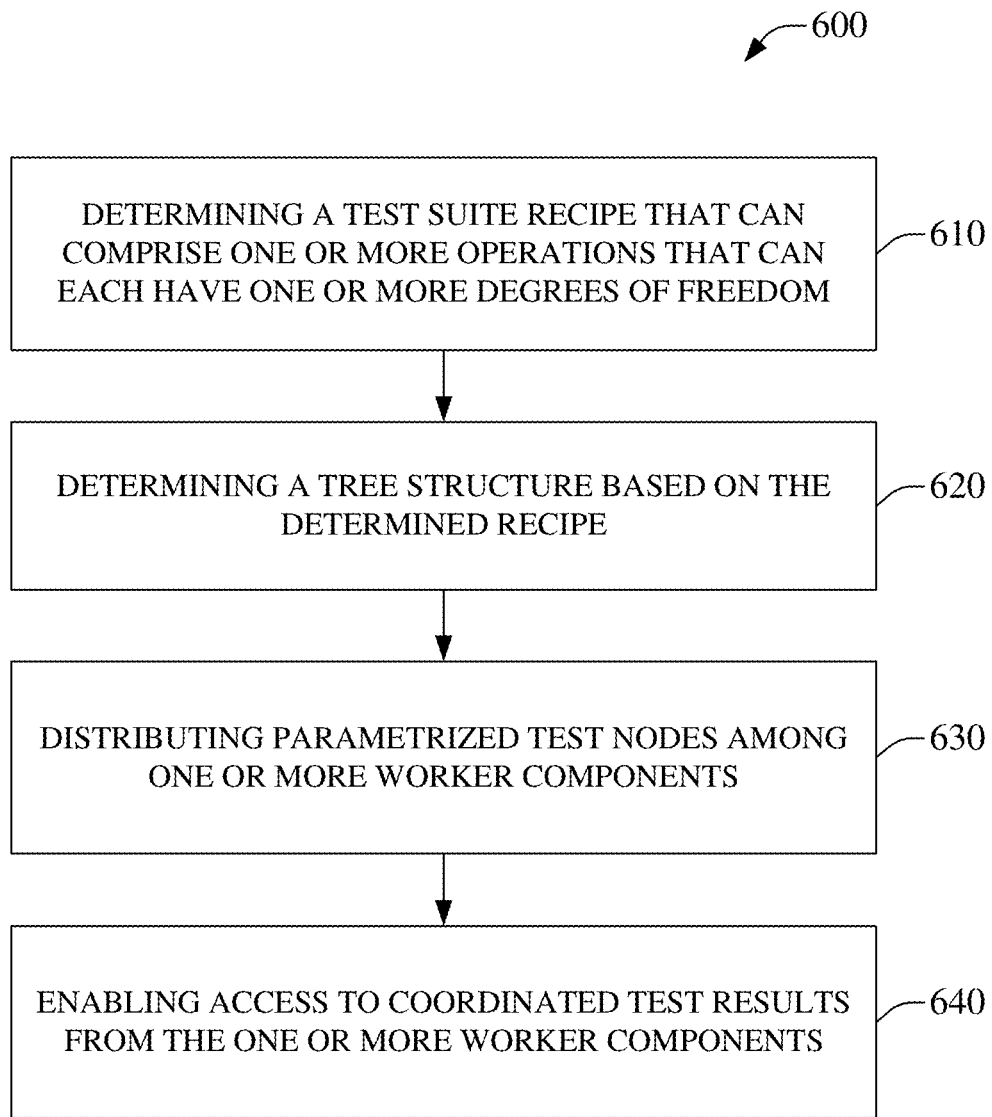 600
DETERMINING A TEST SUITE RECIPE THAT CAN
COMPRISE ONE OR MORE OPERATIONS THAT CAN
EACH HAVE ONE OR MORE DEGREES OF FREEDOM
610
DETERMINING A TREE STRUCTURE BASED ON THE
DETERMINED RECIPE
620
DISTRIBUTING PARAMETRIZED TEST NODES AMONG
ONE OR MORE WORKER COMPONENTS
630
ENABLING ACCESS TO COORDINATED TEST RESULTS
FROM THE ONE OR MORE WORKER COMPONENTS
640